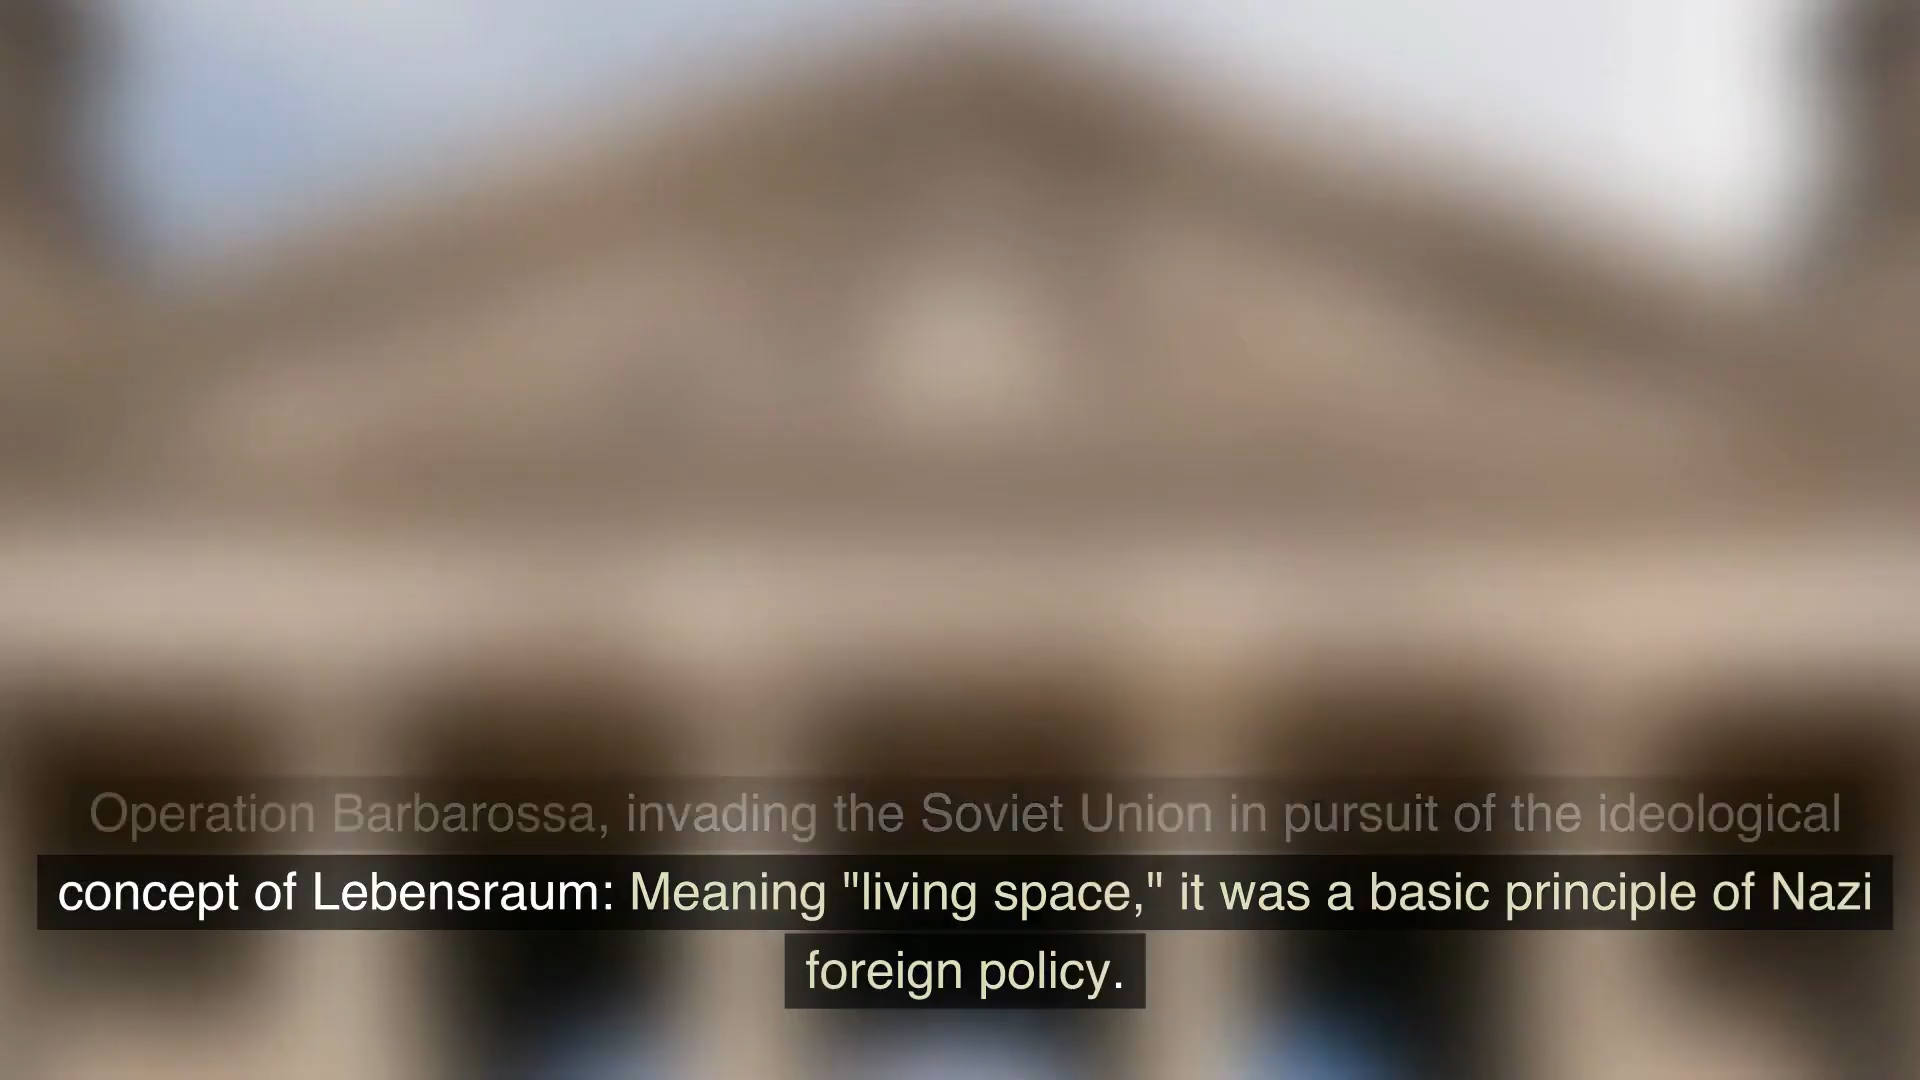 Operation Barbarossa, invading the Soviet Union in pursuit of the ideological
concept of Lebensraum: Meaning "living space," it was a basic principle of Nazi
foreign policy.